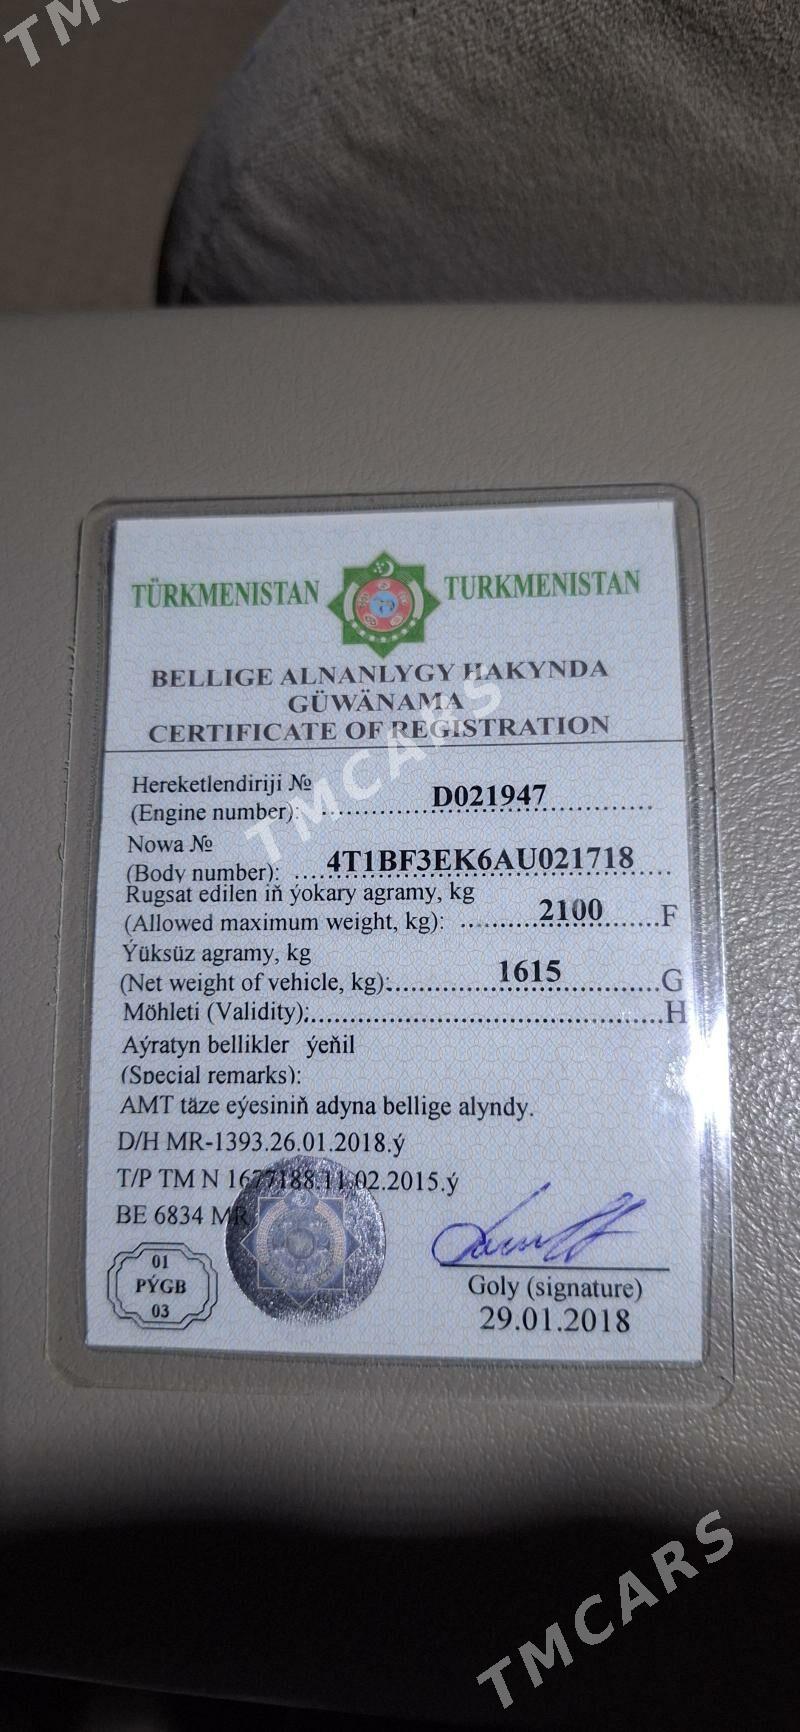 TMCARS
TÜRKMENISTAN TURKMENISTAN
BELLIGE ALNANLYGY HAKYNDA
GÜWÄNAMA
CERTIFICATE OF REGISTRATION
TMCARS
Hereketlendiriji №
(Engine number): D021947
Nowa №
(Body number): 4T1BF3EK6AU021718
Rugsat edilen iň ýokary agramy, kg
(Allowed maximum weight, kg): 2100 F
Ýüksüz agramy, kg
(Net weight of vehicle, kg): 1615 G
Möhleti (Validity): H
Aýratyn bellikler ýeňil
(Special remarks):
AMT täze eýesiniň adyna bellige alyndy.
D/H MR-1393.26.01.2018.ý
T/P TM N 1677188.11.02.2015.ý
BE 6834 MR
01
PÝGB
03
Goly (signature)
29.01.2018
TMCARS